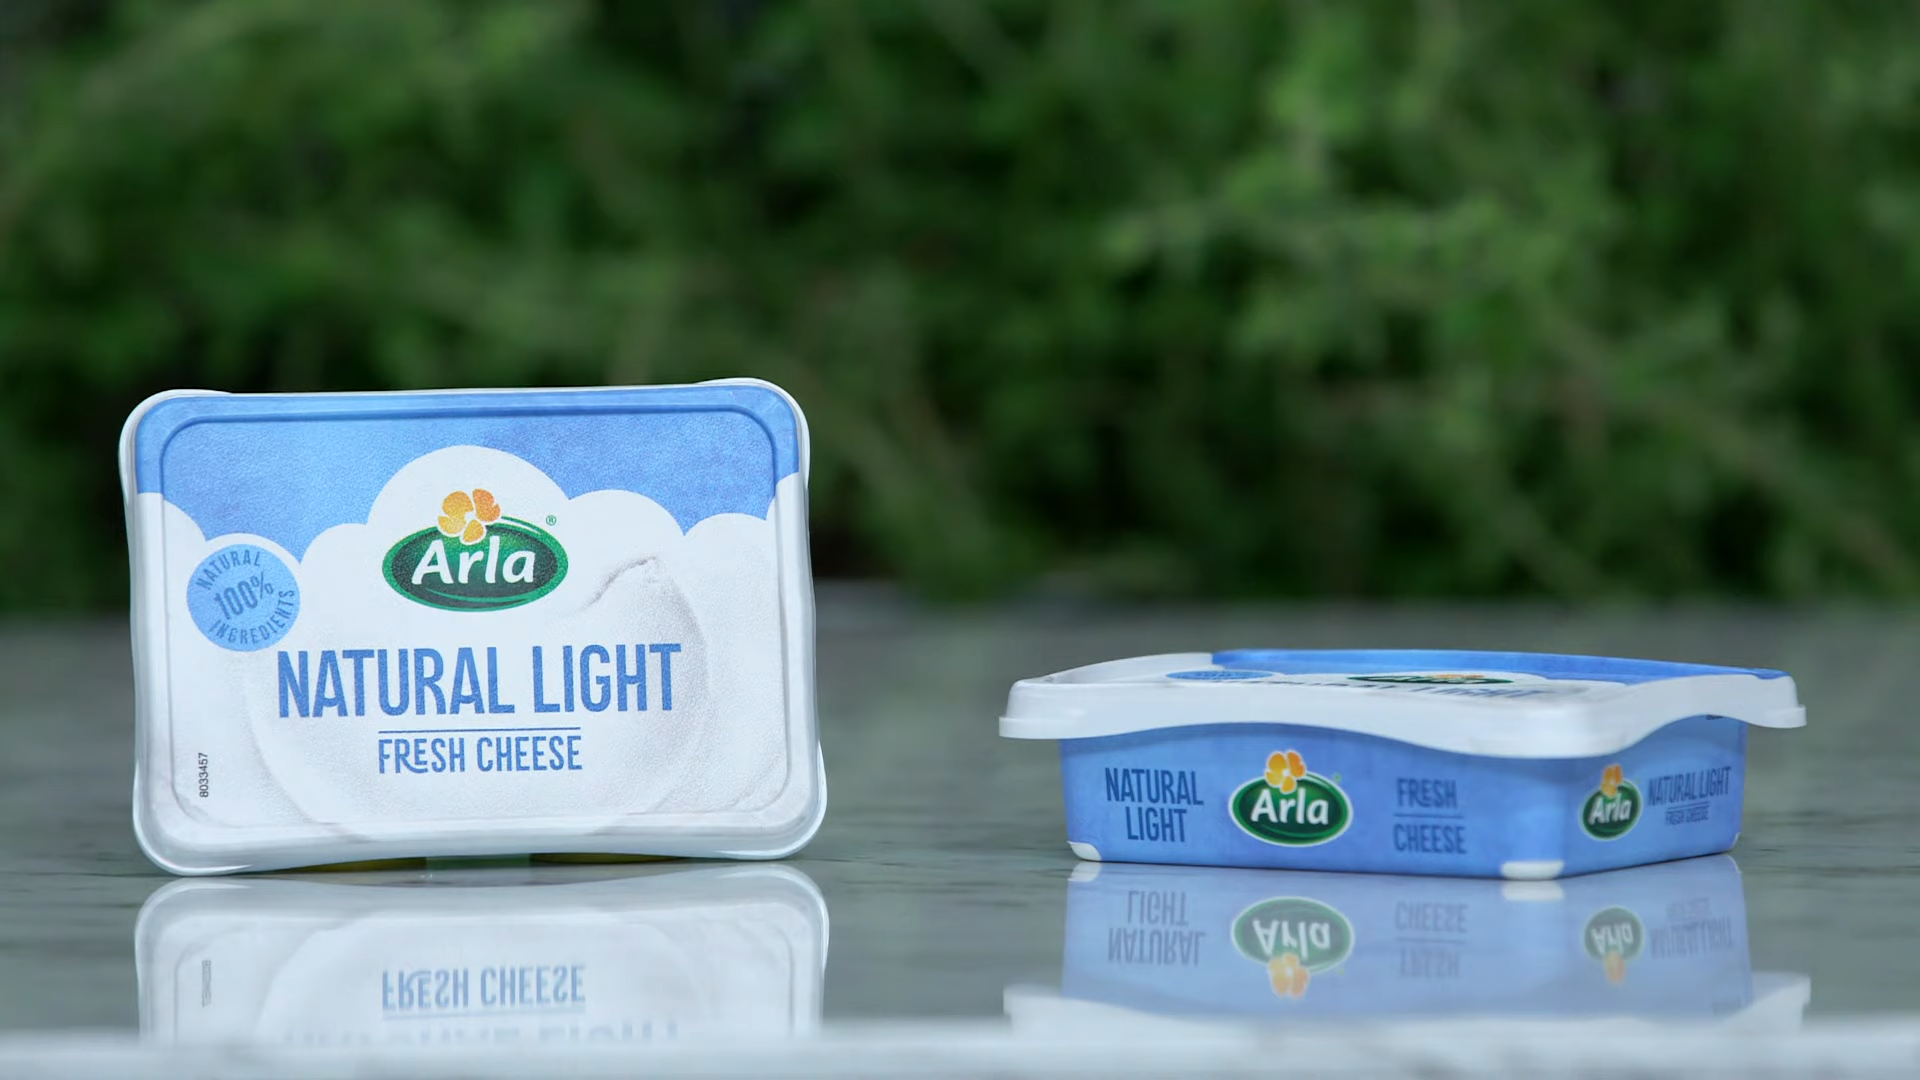 NATURAL
100%
INGREDIENTS
Arla®
NATURAL LIGHT
FRESH CHEESE
8033457
NATURAL
LIGHT
Arla
FRESH
CHEESE
Arla
NATURAL LIGHT
FRESH CHEESE